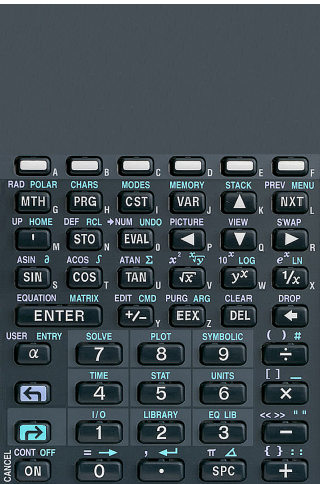 A B C D E F
RAD POLAR CHARS MODES MEMORY STACK PREV MENU
MTH G PRG H CST I VAR J ▲ K NXT L
UP HOME DEF RCL →NUM UNDO PICTURE VIEW SWAP
' M STO N EVAL O ◀ P ▼ Q ▶ R
ASIN ∂ ACOS ∫ ATAN Σ x² ˣ√y 10ˣ LOG eˣ LN
SIN S COS T TAN U √x V yˣ W 1/x X
EQUATION MATRIX EDIT CMD PURG ARG CLEAR DROP
ENTER +/− Y EEX Z DEL ←
USER ENTRY SOLVE PLOT SYMBOLIC ( ) #
α 7 8 9 ÷
TIME STAT UNITS [ ] _
4 5 6 ×
I/O LIBRARY EQ LIB << >> " "
1 2 3 −
CONT OFF = → , ↵ π ∡ { } : :
CANCEL ON 0 . SPC +